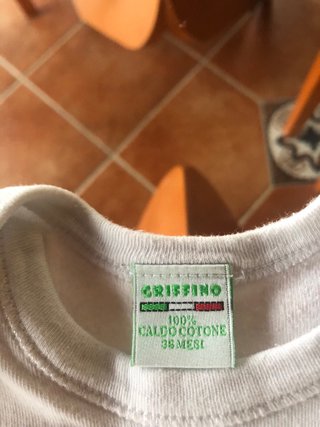 GRIFFINO
100%
CALDO COTONE
36 MESI